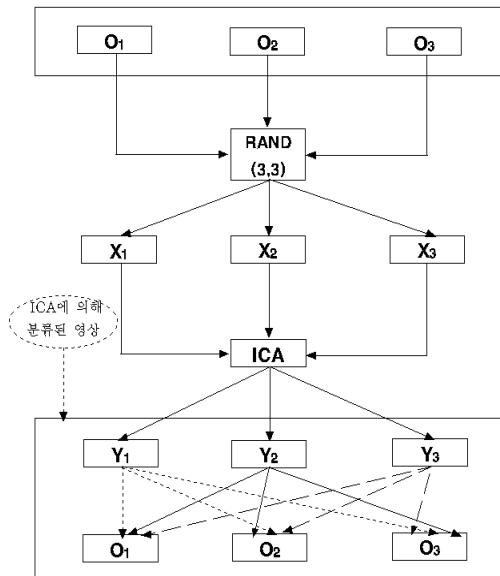 O1 O2 O3
RAND
(3,3)
X1 X2 X3
ICA에 의해
분류된 영상
ICA
Y1 Y2 Y3
O1 O2 O3